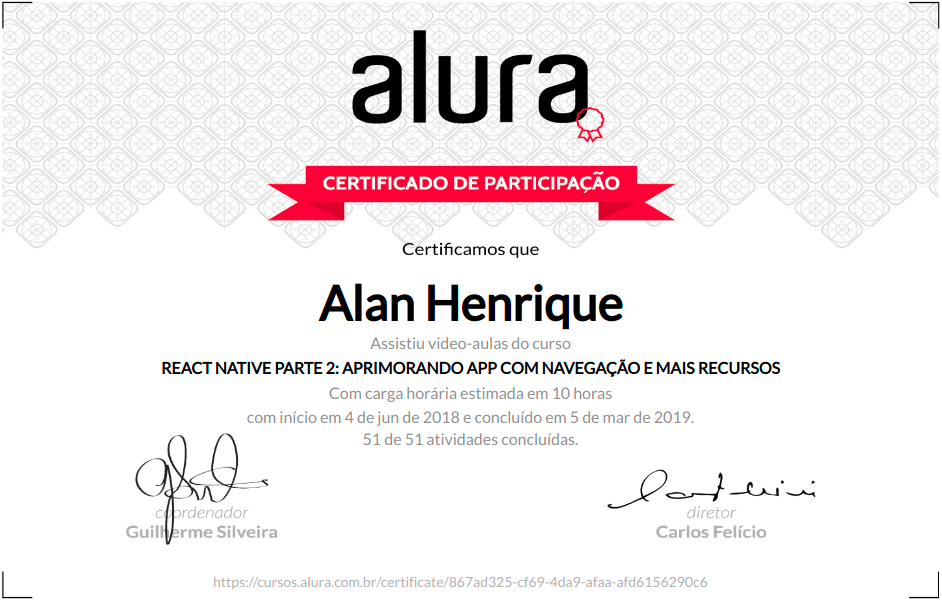 alura
CERTIFICADO DE PARTICIPAÇÃO
Certificamos que
Alan Henrique
Assistiu video-aulas do curso
REACT NATIVE PARTE 2: APRIMORANDO APP COM NAVEGAÇÃO E MAIS RECURSOS
Com carga horária estimada em 10 horas
com início em 4 de jun de 2018 e concluído em 5 de mar de 2019.
51 de 51 atividades concluídas.
coordenador
Guilherme Silveira
diretor
Carlos Felício
https://cursos.alura.com.br/certificate/867ad325-cf69-4da9-afaa-afd6156290c6